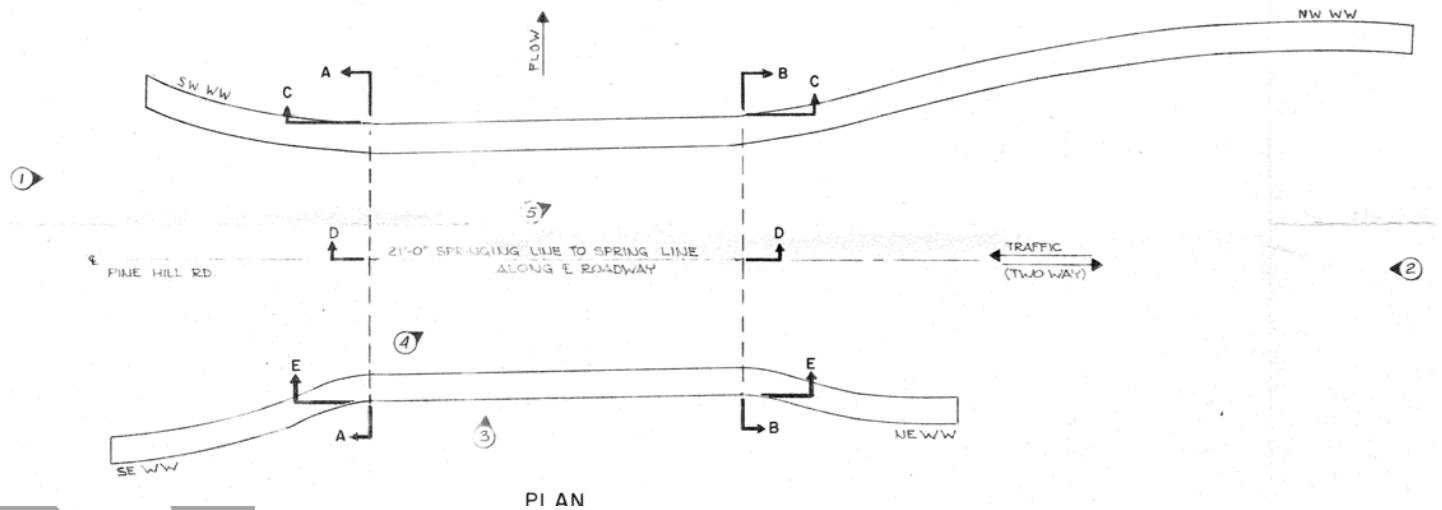 NW WW
FLOW
A
B
C
C
SW WW
1
5
D
D
21'-0" SPRINGING LINE TO SPRING LINE
ALONG ℄ ROADWAY
℄
PINE HILL RD.
TRAFFIC
(TWO WAY)
2
4
E
E
A
3
B
NE WW
SE WW
PLAN